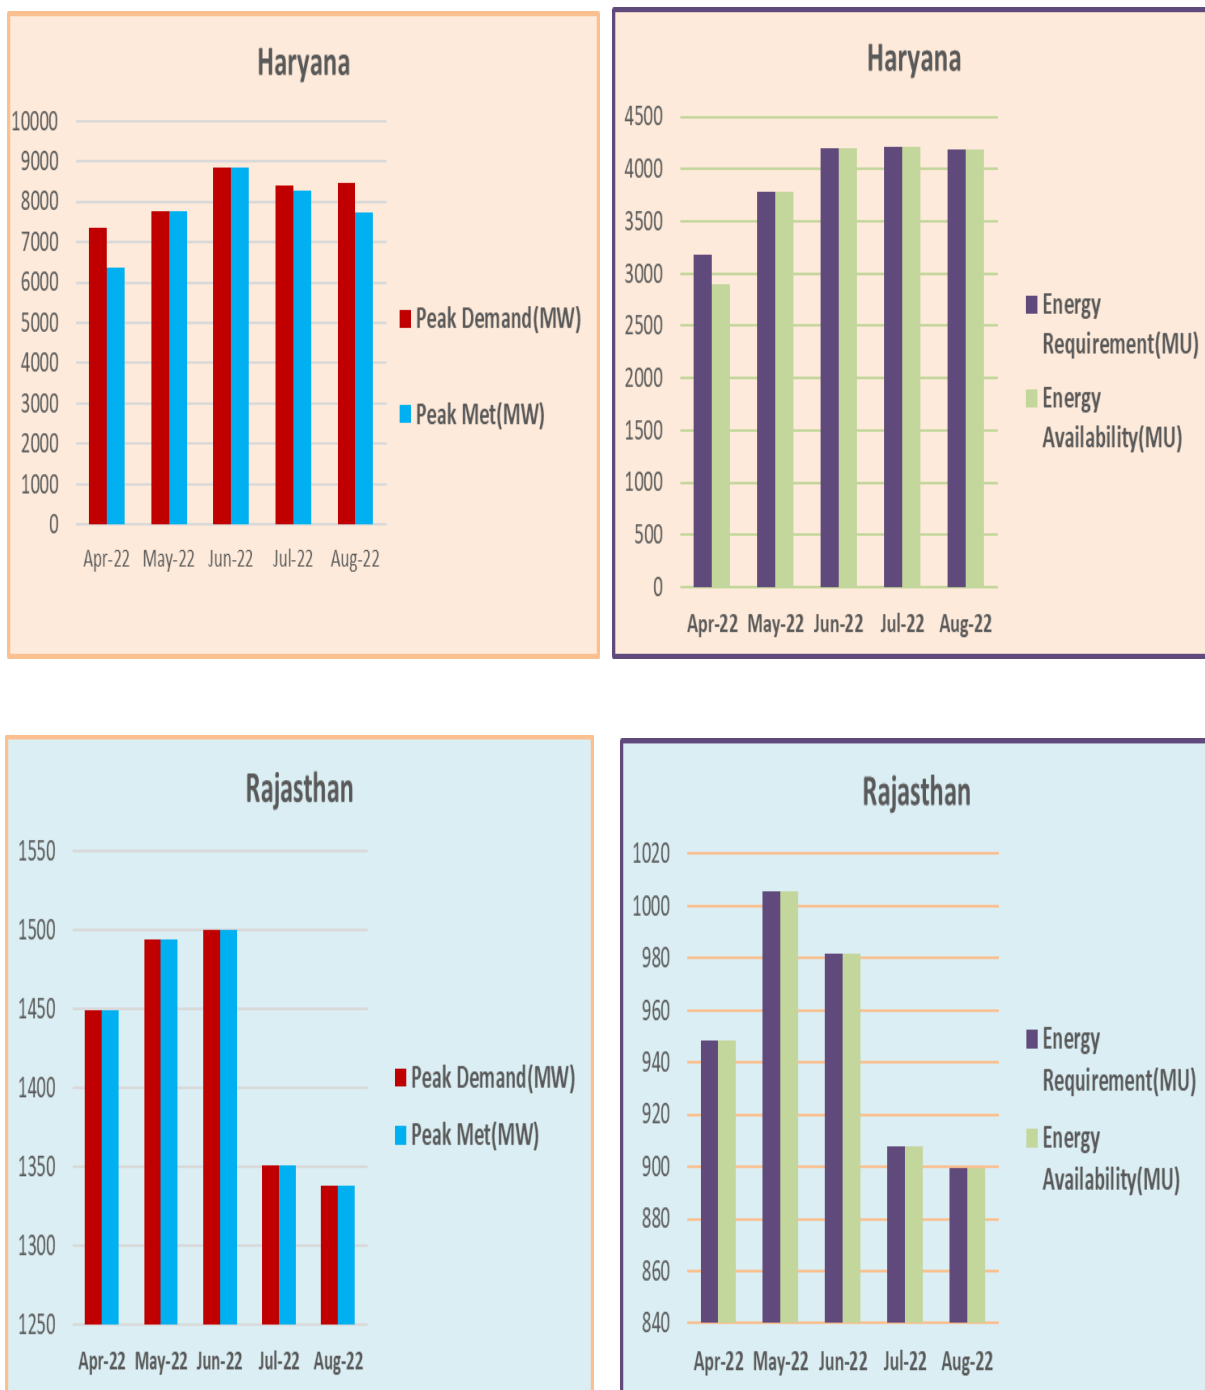 Haryana
10000
9000
8000
7000
6000
5000
4000
3000
2000
1000
0
Apr-22 May-22 Jun-22 Jul-22 Aug-22
Peak Demand(MW)
Peak Met(MW)
Haryana
4500
4000
3500
3000
2500
2000
1500
1000
500
0
Apr-22 May-22 Jun-22 Jul-22 Aug-22
Energy
Requirement(MU)
Energy
Availability(MU)
Rajasthan
1550
1500
1450
1400
1350
1300
1250
Apr-22 May-22 Jun-22 Jul-22 Aug-22
Peak Demand(MW)
Peak Met(MW)
Rajasthan
1020
1000
980
960
940
920
900
880
860
840
Apr-22 May-22 Jun-22 Jul-22 Aug-22
Energy
Requirement(MU)
Energy
Availability(MU)